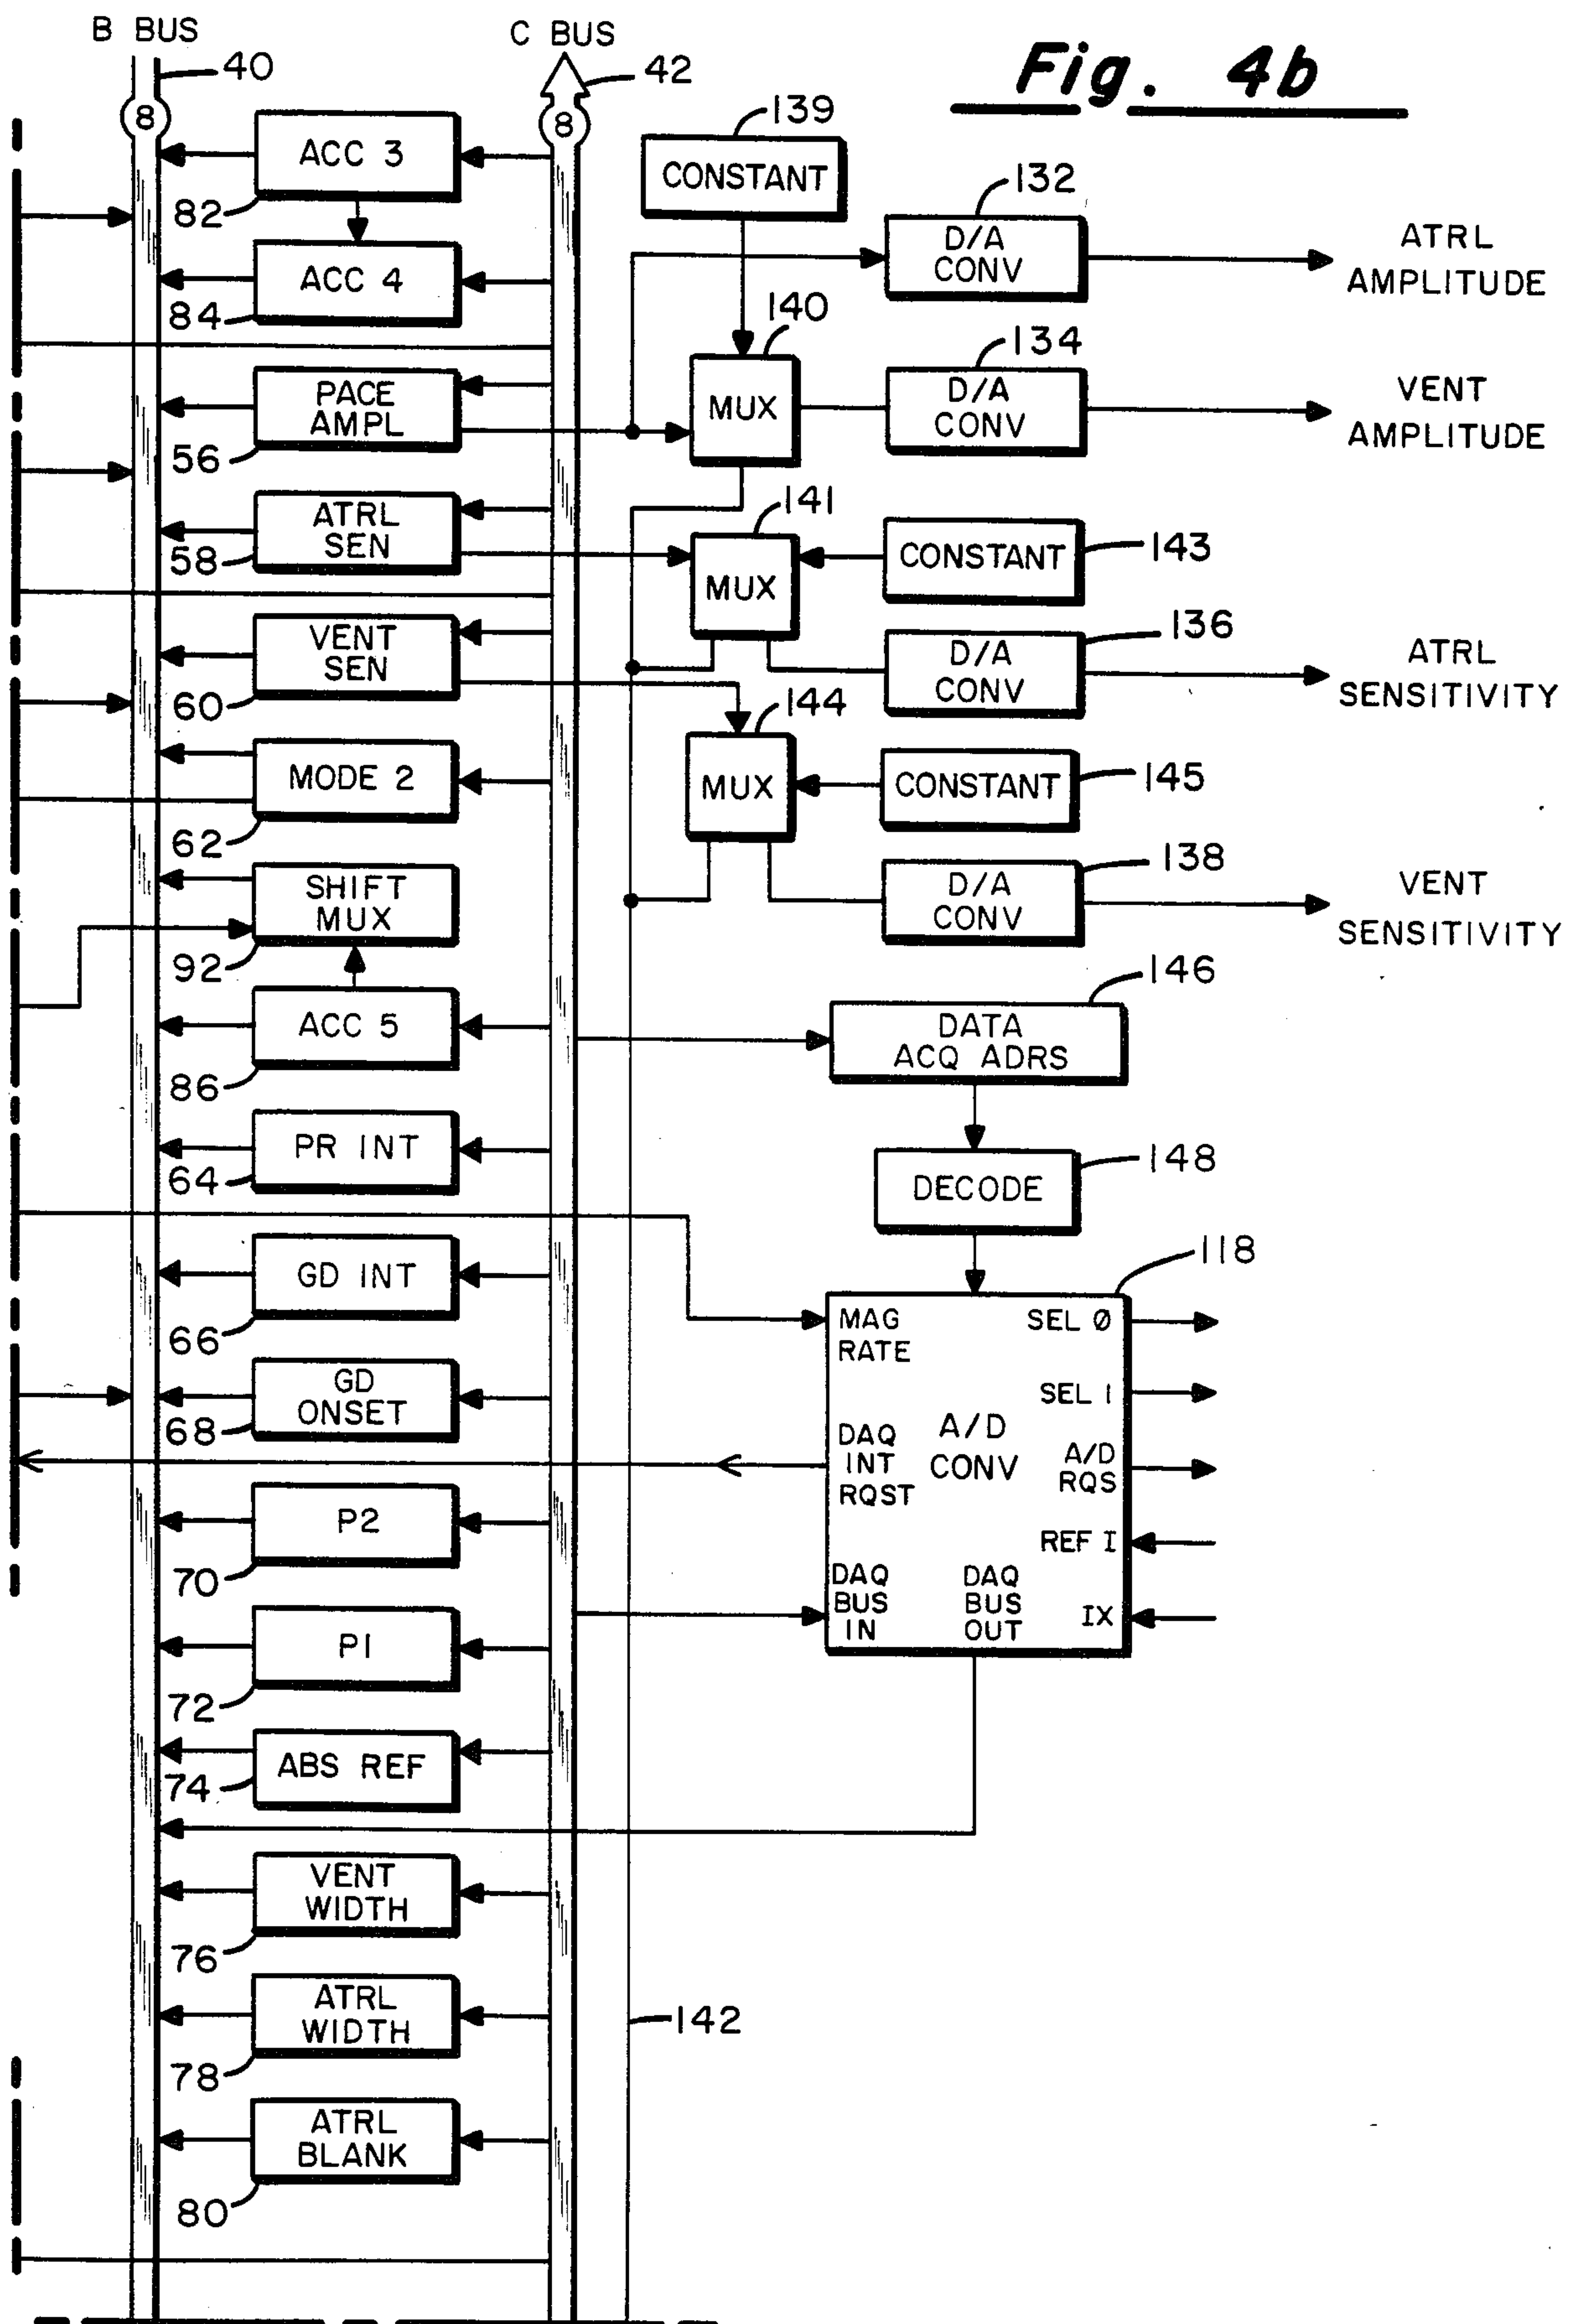 B BUS
C BUS
Fig. 4b
40
42
8
8
139
ACC 3
CONSTANT
132
82
D/A
CONV
ATRL
AMPLITUDE
ACC 4
84
140
134
PACE
AMPL
MUX
D/A
CONV
VENT
AMPLITUDE
56
ATRL
SEN
141
58
MUX
CONSTANT
143
VENT
SEN
136
D/A
CONV
ATRL
SENSITIVITY
60
144
MODE 2
MUX
CONSTANT
145
62
SHIFT
MUX
138
D/A
CONV
VENT
SENSITIVITY
92
146
ACC 5
DATA
ACQ ADRS
86
PR INT
148
64
DECODE
118
GD INT
66
MAG
RATE
SEL Ø
GD
ONSET
SEL 1
68
DAQ
INT
RQST
A/D
CONV
A/D
RQS
P2
REF I
70
DAQ
BUS
IN
DAQ
BUS
OUT
IX
P1
72
ABS REF
74
VENT
WIDTH
76
ATRL
WIDTH
142
78
ATRL
BLANK
80